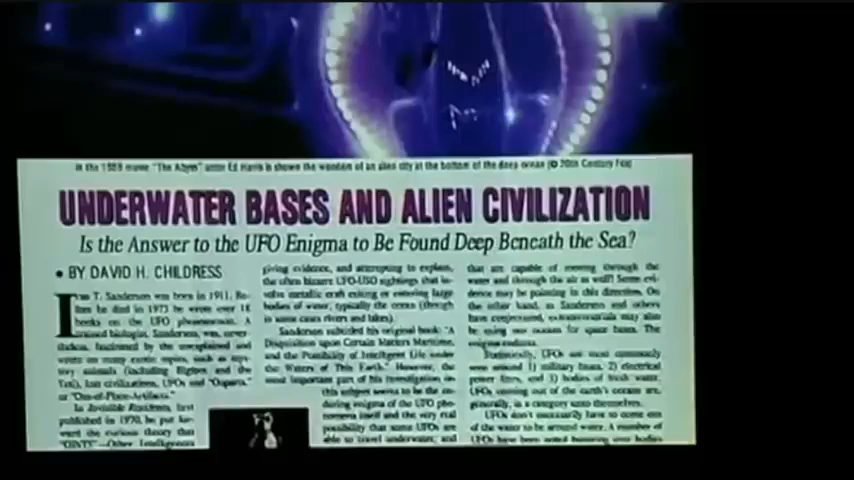 In the 1989 movie "The Abyss" actor Ed Harris is shown the wonders of an alien city at the bottom of the deep ocean (© 20th Century Fox)
UNDERWATER BASES AND ALIEN CIVILIZATION
Is the Answer to the UFO Enigma to Be Found Deep Beneath the Sea?
• BY DAVID H. CHILDRESS
Ivan T. Sanderson was born in 1911. Be-
fore he died in 1973 he wrote over 18
books on the UFO phenomenon. A
trained biologist, Sanderson was, never-
theless, fascinated by the unexplained and
wrote on many exotic topics, such as mys-
tery animals (including Bigfoot and the
Yeti), lost civilizations, UFOs and "Ooparts,"
or "Out-of-Place-Artifacts."
In Invisible Residents, first
published in 1970, he put for-
ward the curious theory that
"OINTS"—Other Intelligences
giving evidence, and attempting to explain,
the often bizarre UFO-USO sightings that in-
volve metallic craft exiting or entering large
bodies of water, typically the ocean (though
in some cases rivers and lakes).
Sanderson subtitled his original book: "A
Disquisition upon Certain Matters Maritime,
and the Possibility of Intelligent Life under
the Waters of This Earth." However, the
most important part of his investigation on
this subject seems to be the en-
during enigma of the UFO phe-
nomena itself and the very real
possibility that some UFOs are
able to travel underwater, and
that are capable of moving through the
water and through the air as well! Some evi-
dence may be pointing in this direction. On
the other hand, as Sanderson and others
have conjectured, extraterrestrials may also
be using our oceans for space bases. The
enigma endures.
Statistically, UFOs are most commonly
seen around 1) military bases, 2) electrical
power lines, and 3) bodies of fresh water.
UFOs coming out of the earth's oceans are,
generally, in a category unto themselves.
UFOs don't necessarily have to come out
of the water to be around water. A number of
UFOs have been noted hovering over bodies